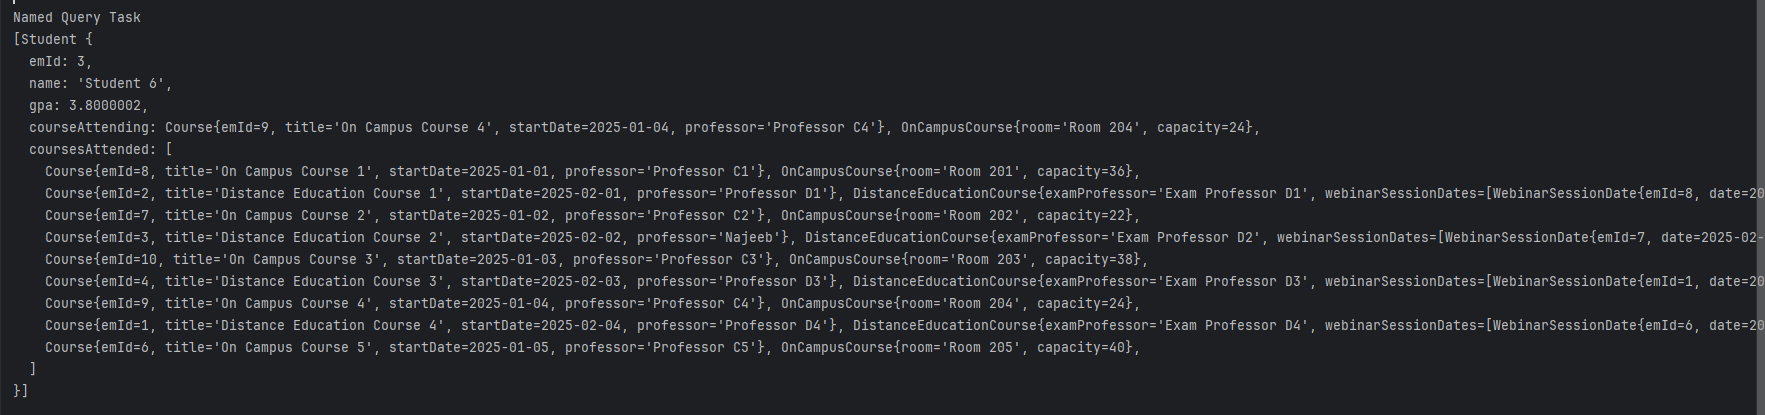 Named Query Task
[Student {
  emId: 3,
  name: 'Student 6',
  gpa: 3.8000002,
  courseAttending: Course{emId=9, title='On Campus Course 4', startDate=2025-01-04, professor='Professor C4'}, OnCampusCourse{room='Room 204', capacity=24},
  coursesAttended: [
    Course{emId=8, title='On Campus Course 1', startDate=2025-01-01, professor='Professor C1'}, OnCampusCourse{room='Room 201', capacity=36},
    Course{emId=2, title='Distance Education Course 1', startDate=2025-02-01, professor='Professor D1'}, DistanceEducationCourse{examProfessor='Exam Professor D1', webinarSessionDates=[WebinarSessionDate{emId=8, date=20
    Course{emId=7, title='On Campus Course 2', startDate=2025-01-02, professor='Professor C2'}, OnCampusCourse{room='Room 202', capacity=22},
    Course{emId=3, title='Distance Education Course 2', startDate=2025-02-02, professor='Najeeb'}, DistanceEducationCourse{examProfessor='Exam Professor D2', webinarSessionDates=[WebinarSessionDate{emId=7, date=2025-02-
    Course{emId=10, title='On Campus Course 3', startDate=2025-01-03, professor='Professor C3'}, OnCampusCourse{room='Room 203', capacity=38},
    Course{emId=4, title='Distance Education Course 3', startDate=2025-02-03, professor='Professor D3'}, DistanceEducationCourse{examProfessor='Exam Professor D3', webinarSessionDates=[WebinarSessionDate{emId=1, date=20
    Course{emId=9, title='On Campus Course 4', startDate=2025-01-04, professor='Professor C4'}, OnCampusCourse{room='Room 204', capacity=24},
    Course{emId=1, title='Distance Education Course 4', startDate=2025-02-04, professor='Professor D4'}, DistanceEducationCourse{examProfessor='Exam Professor D4', webinarSessionDates=[WebinarSessionDate{emId=6, date=20
    Course{emId=6, title='On Campus Course 5', startDate=2025-01-05, professor='Professor C5'}, OnCampusCourse{room='Room 205', capacity=40},
  ]
}]